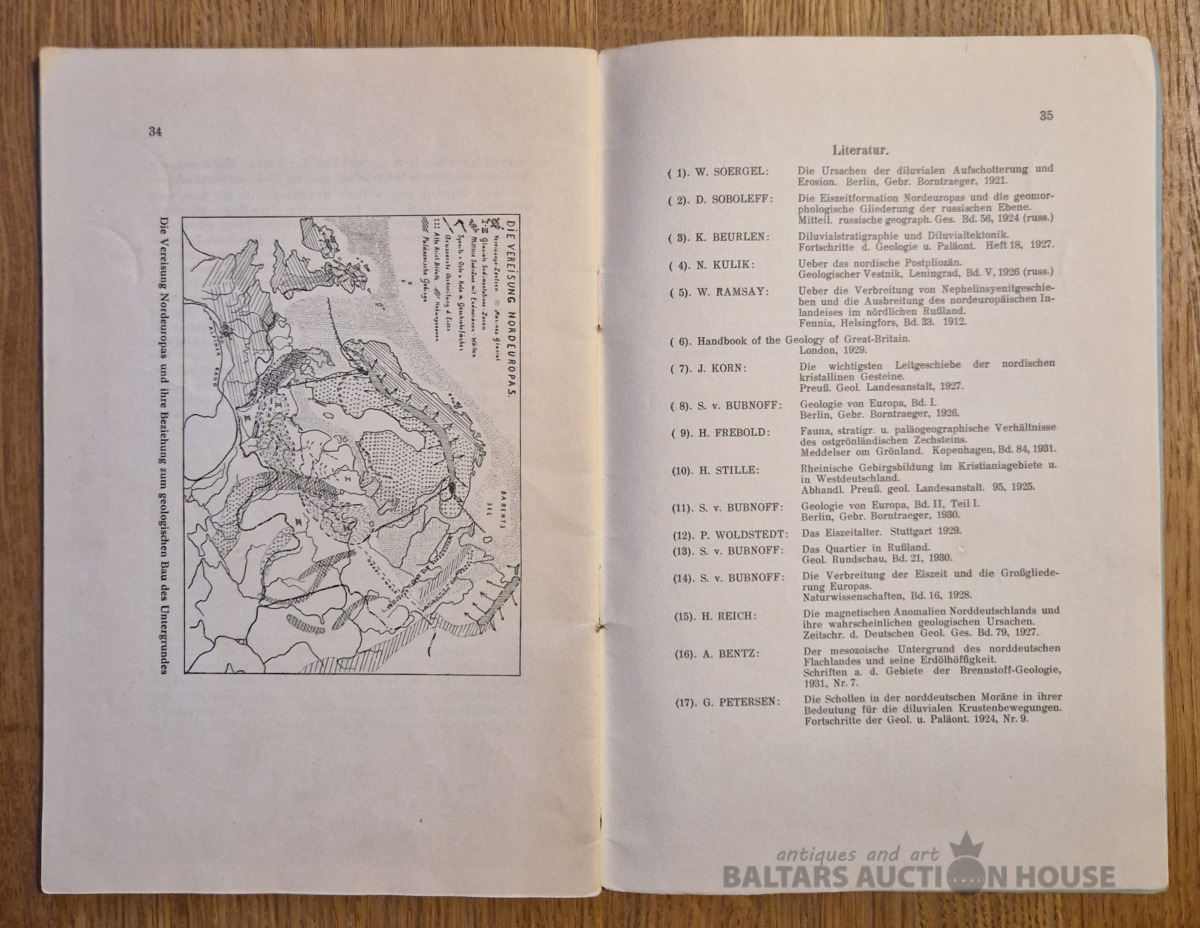 34
DIE VEREISUNG NORDEUROPAS.
Vereisungs-Zentren
Marines Glacial
Glaciale Sedimentations-Zonen
BARENTS
SEE
Die Vereisung Nordeuropas und ihre Beziehung zum geologischen Bau des Untergrundes
35
Literatur.
( 1). W. SOERGEL: Die Ursachen der diluvialen Aufschotterung und
Erosion. Berlin, Gebr. Borntraeger, 1921.
( 2). D. SOBOLEFF: Die Eiszeitformation Nordeuropas und die geomor-
phologische Gliederung der russischen Ebene.
Mitteil. russische geograph. Ges. Bd. 56, 1924 (russ.)
( 3). K. BEURLEN: Diluvialstratigraphie und Diluvialtektonik.
Fortschritte d. Geologie u. Paläont. Heft 18, 1927.
( 4). N. KULIK: Ueber das nordische Postpliozän.
Geologischer Vestnik, Leningrad, Bd. V, 1926 (russ.)
( 5). W. RAMSAY: Ueber die Verbreitung von Nephelinsyenitgeschie-
ben und die Ausbreitung des nordeuropäischen In-
landeises im nördlichen Rußland.
Fennia, Helsingfors, Bd. 33. 1912.
( 6). Handbook of the Geology of Great-Britain.
London, 1929.
( 7). J. KORN: Die wichtigsten Leitgeschiebe der nordischen
kristallinen Gesteine.
Preuß. Geol. Landesanstalt, 1927.
( 8). S. v. BUBNOFF: Geologie von Europa, Bd. I.
Berlin, Gebr. Borntraeger, 1926.
( 9). H. FREBOLD: Fauna, stratigr. u. paläogeographische Verhältnisse
des ostgrönländischen Zechsteins.
Meddelser om Grönland. Kopenhagen, Bd. 84, 1931.
(10). H. STILLE: Rheinische Gebirgsbildung im Kristianiagebiete u.
in Westdeutschland.
Abhandl. Preuß. geol. Landesanstalt. 95, 1925.
(11). S. v. BUBNOFF: Geologie von Europa, Bd. II, Teil I.
Berlin, Gebr. Borntraeger, 1930.
(12). P. WOLDSTEDT: Das Eiszeitalter. Stuttgart 1929.
(13). S. v. BUBNOFF: Das Quartier in Rußland.
Geol. Rundschau, Bd. 21, 1930.
(14). S. v. BUBNOFF: Die Verbreitung der Eiszeit und die Großgliede-
rung Europas.
Naturwissenschaften, Bd. 16, 1928.
(15). H. REICH: Die magnetischen Anomalien Norddeutschlands und
ihre wahrscheinlichen geologischen Ursachen.
Zeitschr. d. Deutschen Geol. Ges. Bd. 79, 1927.
(16). A. BENTZ: Der mesozoische Untergrund des norddeutschen
Flachlandes und seine Erdölhöffigkeit.
Schriften a. d. Gebiete der Brennstoff-Geologie,
1931, Nr. 7.
(17). G. PETERSEN: Die Schollen in der norddeutschen Moräne in ihrer
Bedeutung für die diluvialen Krustenbewegungen.
Fortschritte der Geol. u. Paläont. 1924, Nr. 9.
antiques and art
BALTARS AUCTION HOUSE